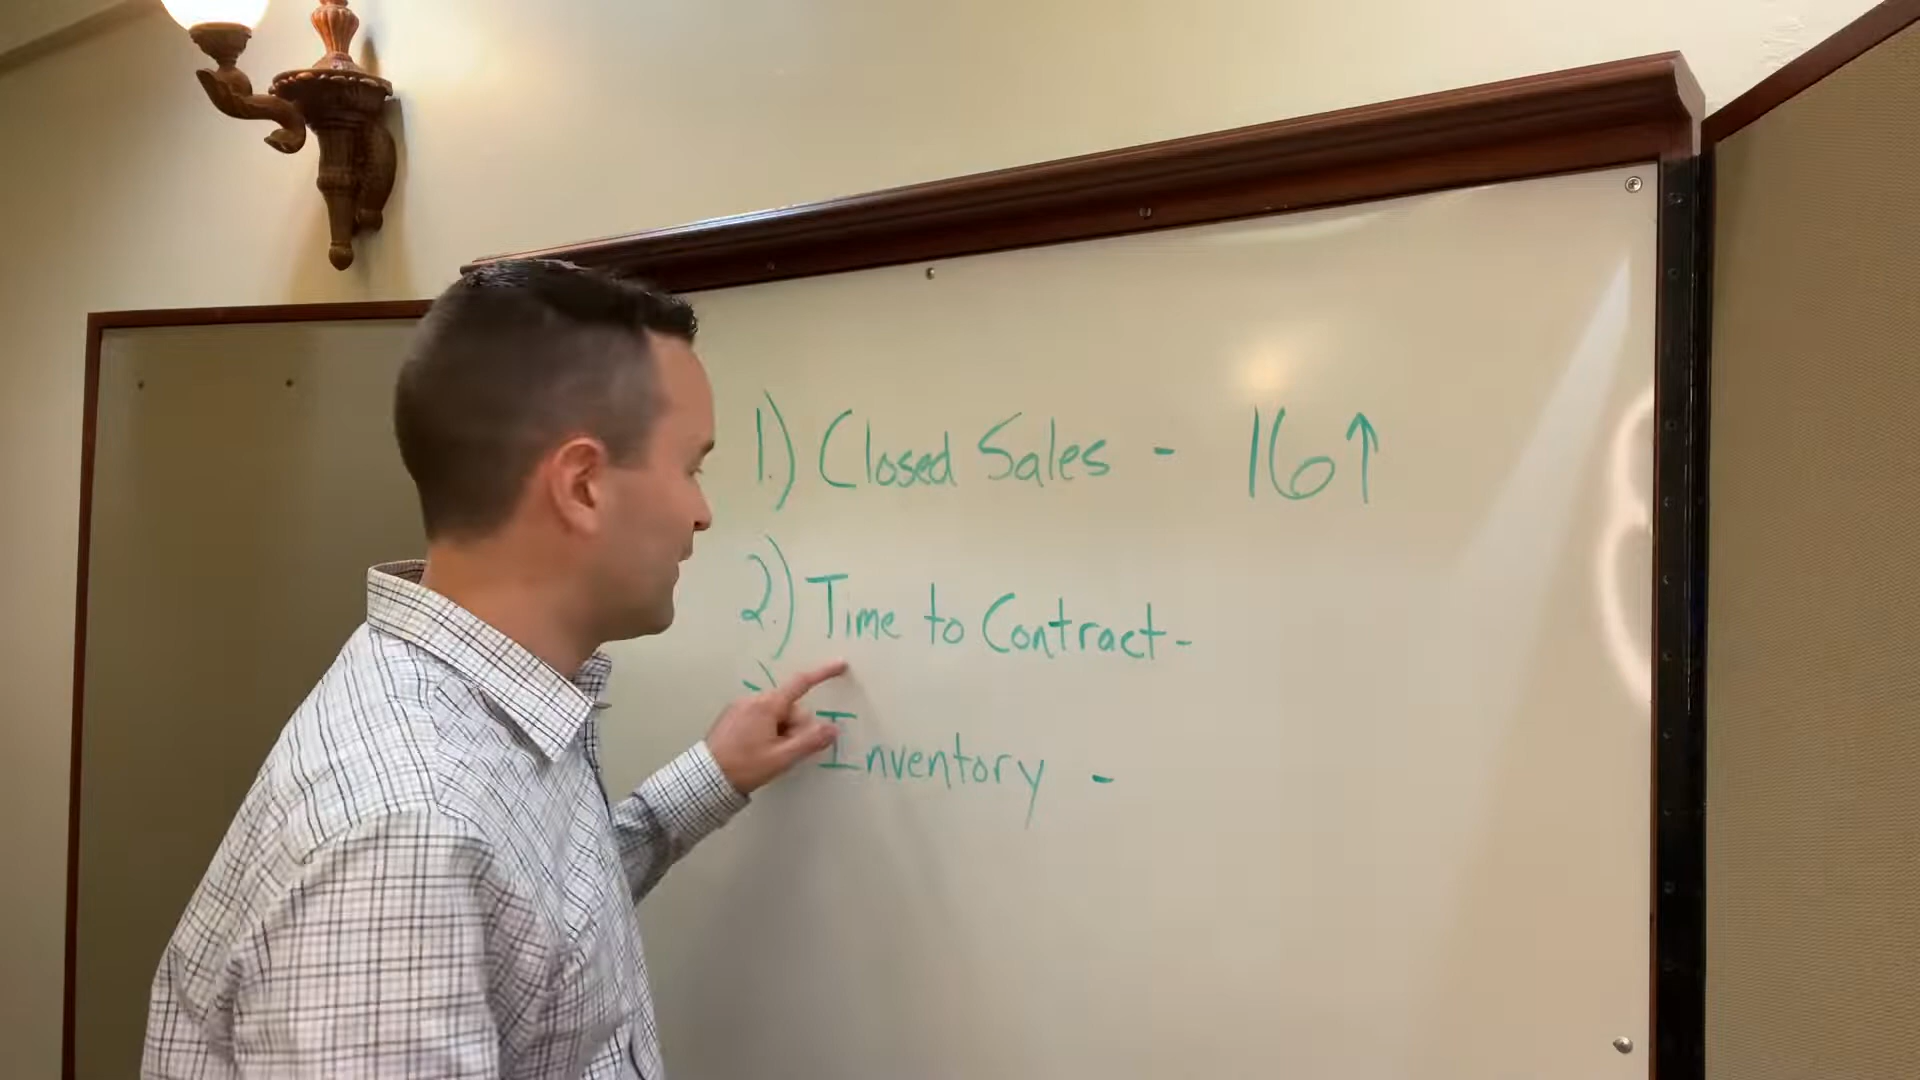 1.) Closed Sales - 16↑
2.) Time to Contract -
Inventory -